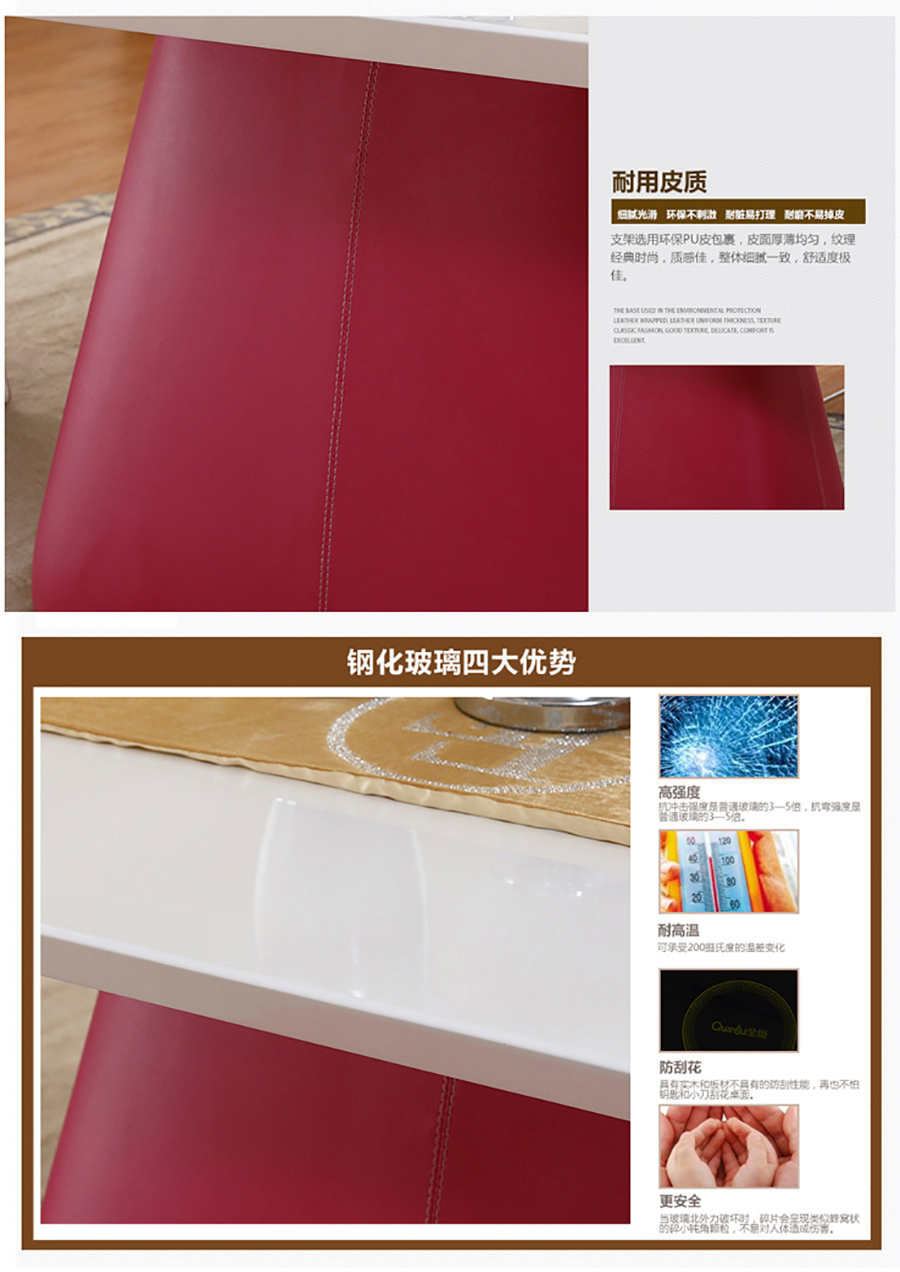 耐用皮质
细腻光滑 环保不刺激 耐脏易打理 耐磨不易掉皮
支架选用环保PU皮包裹，皮面厚薄均匀，纹理
经典时尚，质感佳，整体细腻一致，舒适度极
佳。
THE BASE USED IN THE ENVIRONMENTAL PROTECTION
LEATHER WRAPPED, LEATHER UNIFORM THICKNESS, TEXTURE
CLASSIC FASHION, GOOD TEXTURE, DELICATE, COMFORT IS
EXCELLENT.
钢化玻璃四大优势
高强度
抗冲击强度是普通玻璃的3—5倍，抗弯强度是
普通玻璃的3—5倍。
50 120
40 100
30 80
20 60
耐高温
可承受200摄氏度的温差变化
防刮花
具有实木和板材不具有的防刮性能，再也不怕
钥匙和小刀刮花桌面。
更安全
当玻璃北外力破坏时，碎片会呈现类似蜂窝状
的碎小钝角颗粒，不易对人体造成伤害。